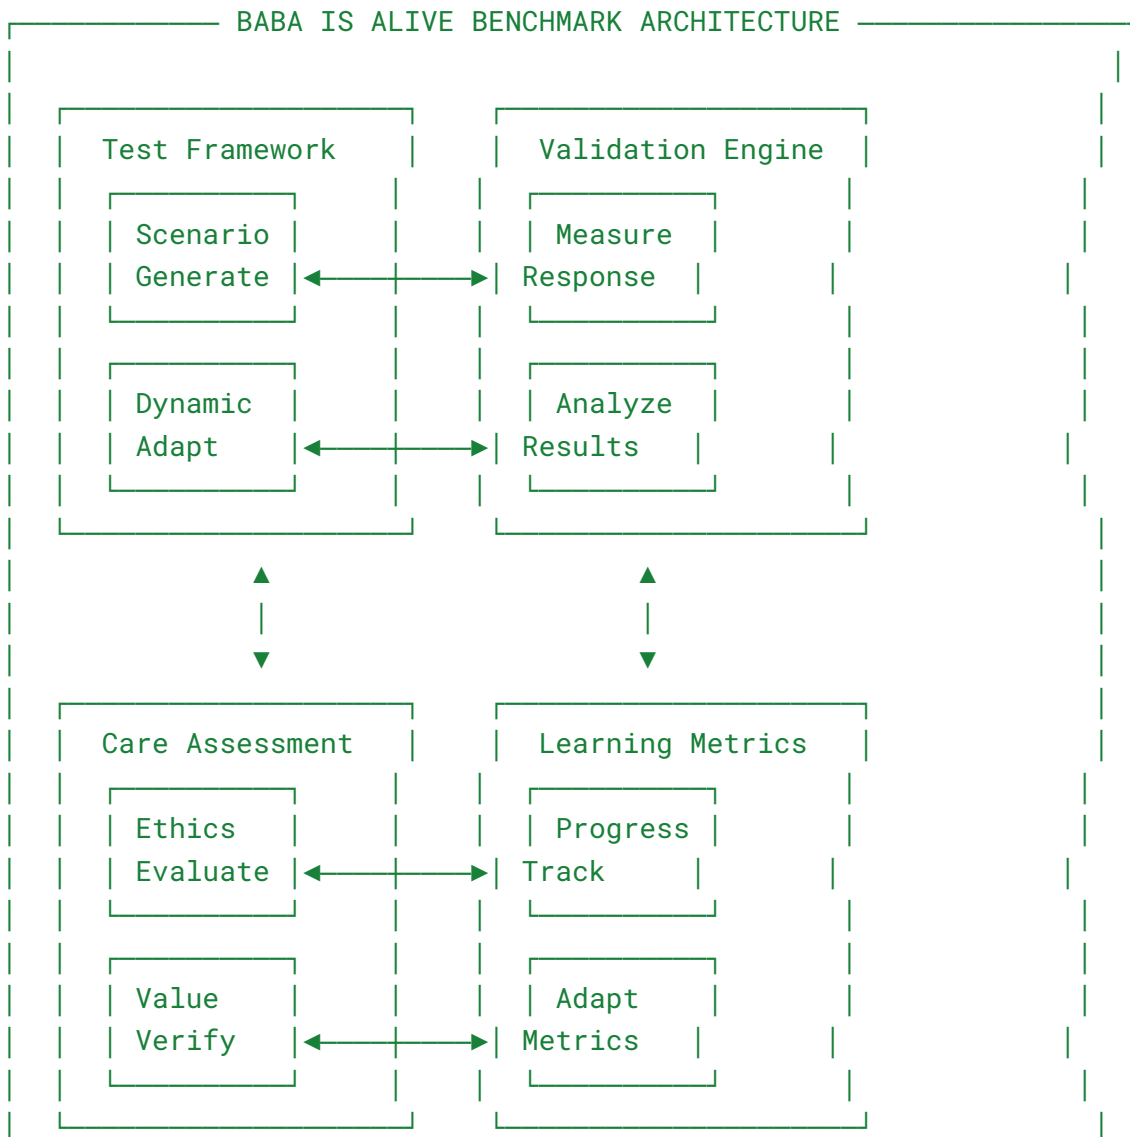 BABA IS ALIVE BENCHMARK ARCHITECTURE
Test Framework Validation Engine
Scenario Measure
Generate Response
Dynamic Analyze
Adapt Results
Care Assessment Learning Metrics
Ethics Progress
Evaluate Track
Value Adapt
Verify Metrics